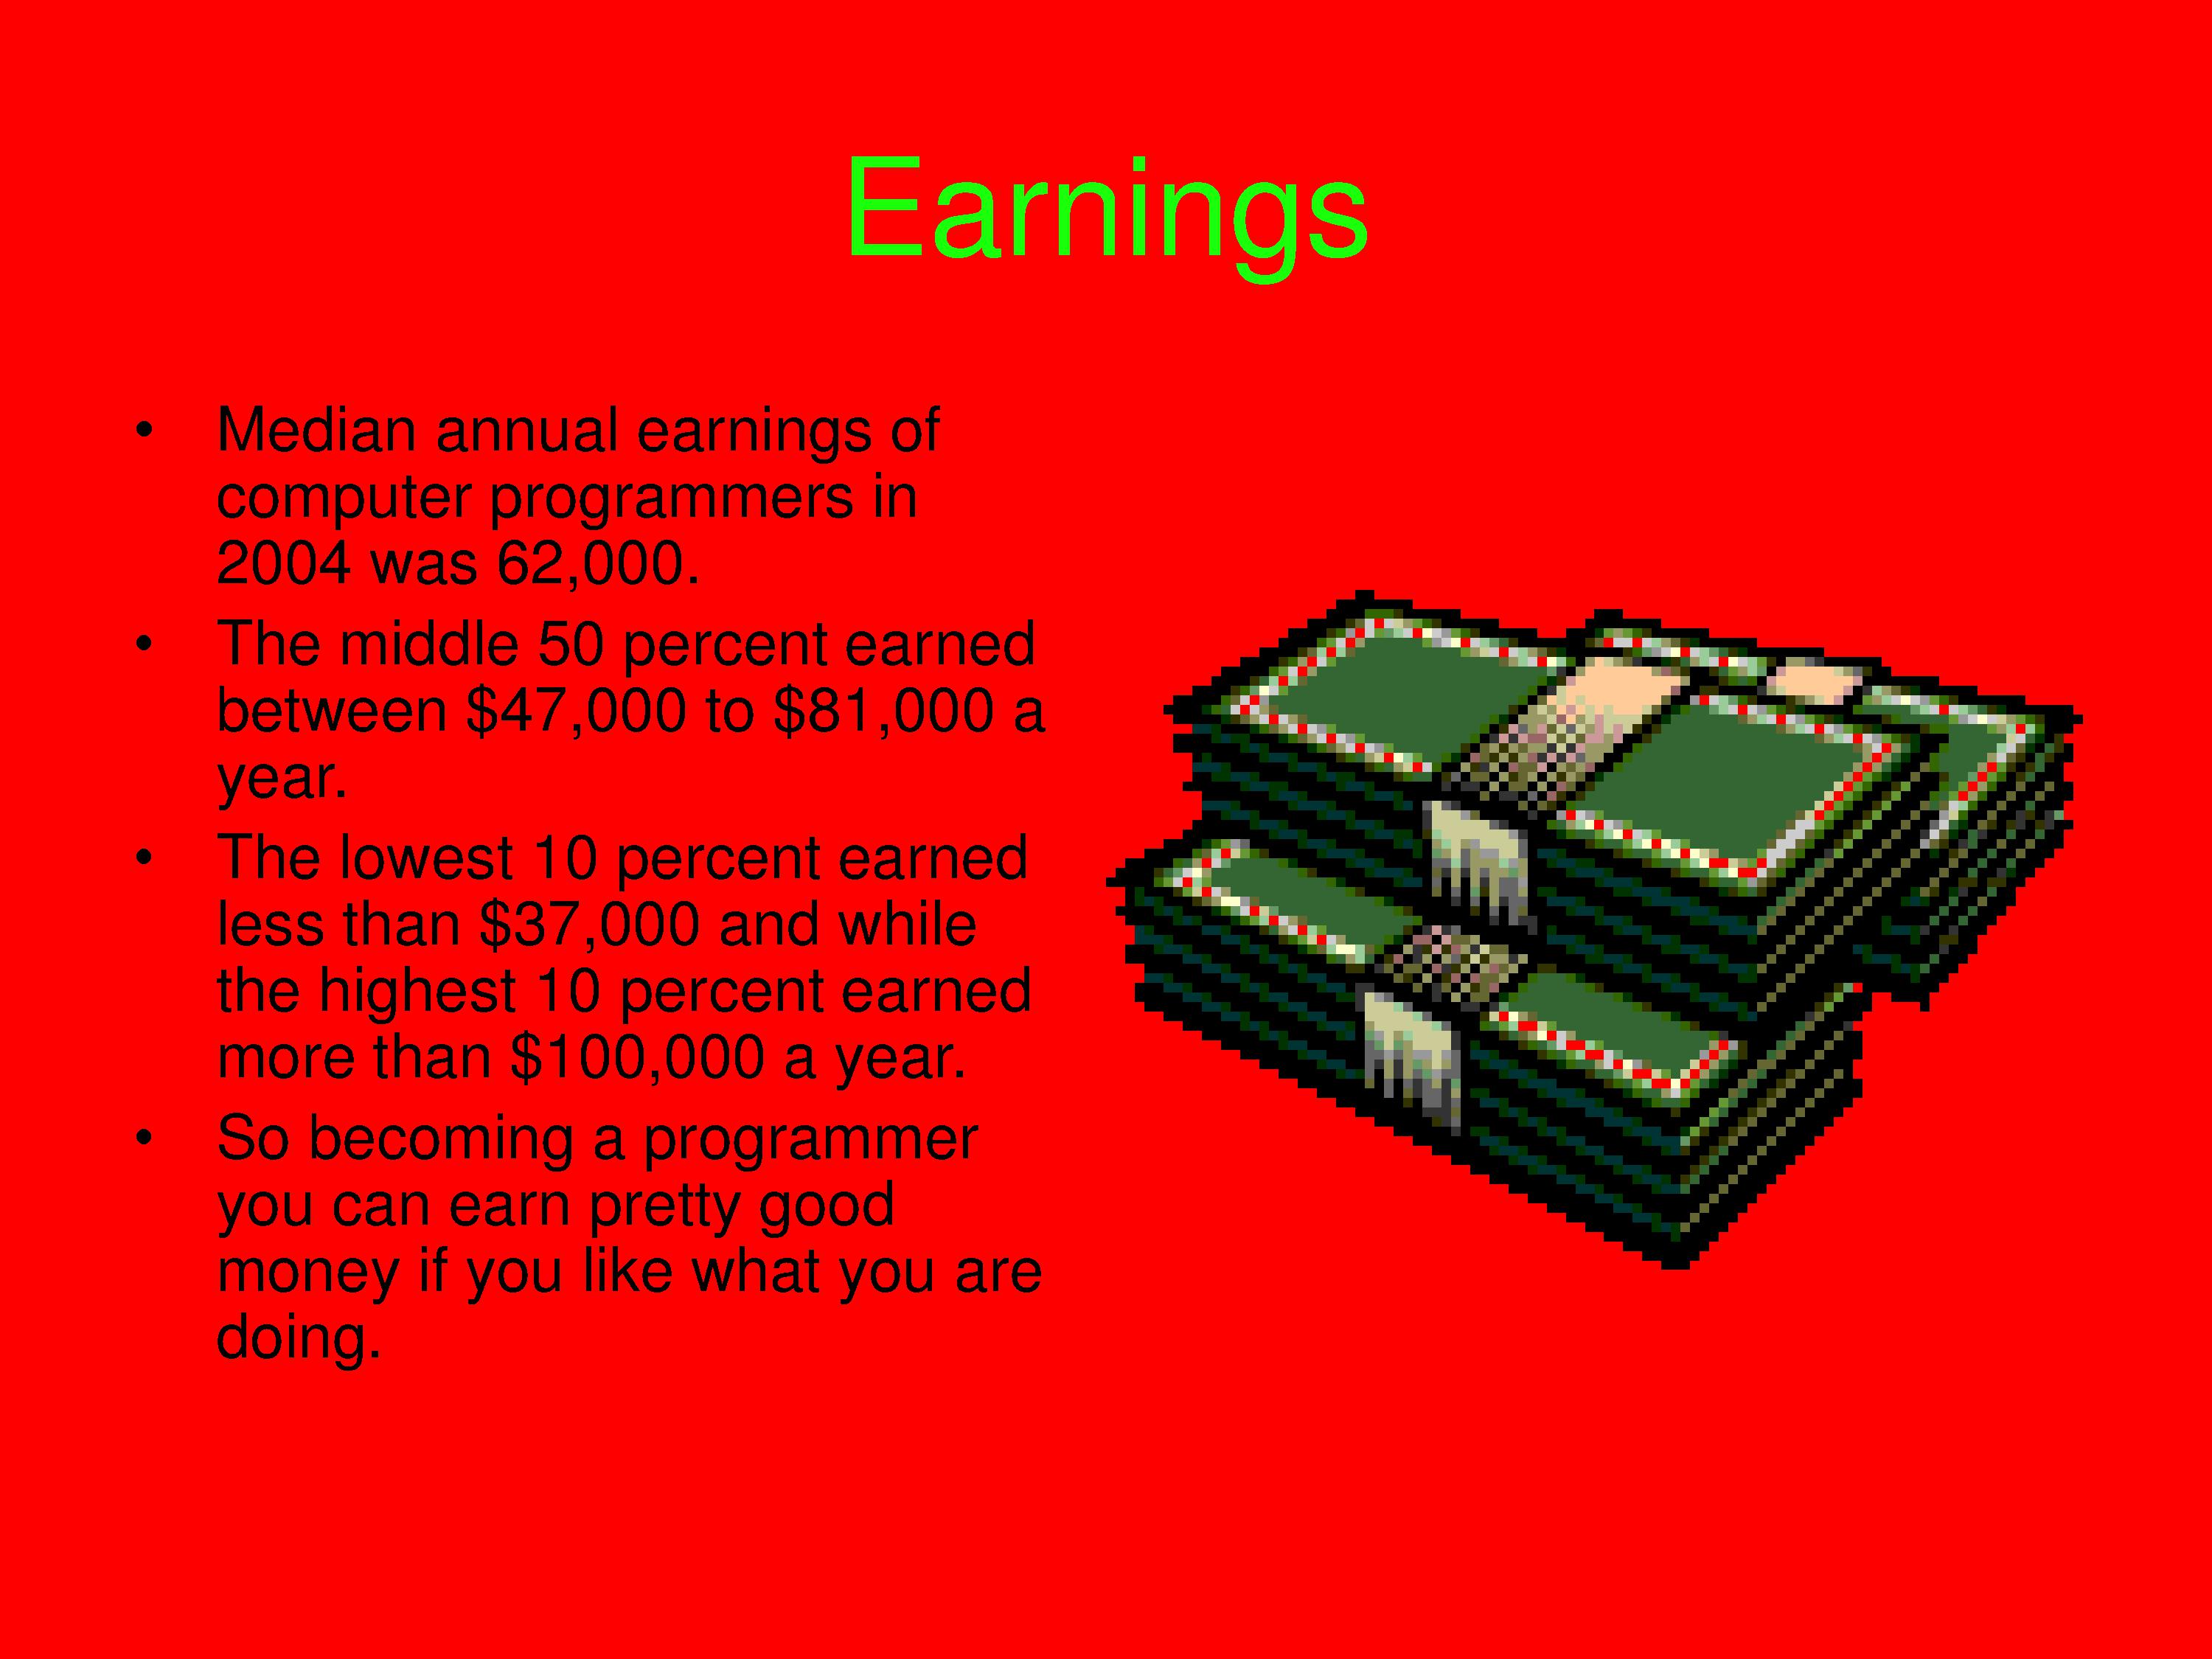 Earnings
• Median annual earnings of
computer programmers in
2004 was 62,000.
• The middle 50 percent earned
between $47,000 to $81,000 a
year.
• The lowest 10 percent earned
less than $37,000 and while
the highest 10 percent earned
more than $100,000 a year.
• So becoming a programmer
you can earn pretty good
money if you like what you are
doing.